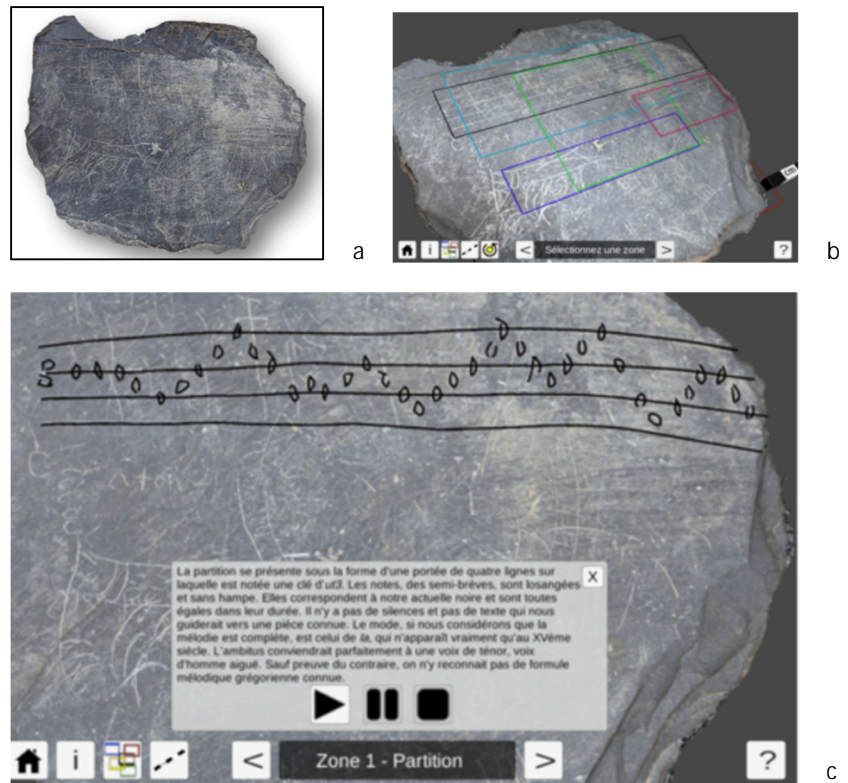 a
cm
i
<
Sélectionnez une zone
>
?
b
La partition se présente sous la forme d'une portée de quatre lignes sur
laquelle est notée une clé d'ut3. Les notes, des semi-brèves, sont losangées
et sans hampe. Elles correspondent à notre actuelle noire et sont toutes
égales dans leur durée. Il n'y a pas de silences et pas de texte qui nous
guiderait vers une pièce connue. Le mode, si nous considérons que la
mélodie est complète, est celui de la, qui n'apparaît vraiment qu'au XVème
siècle. L'ambitus conviendrait parfaitement à une voix de ténor, voix
d'homme aiguë. Sauf preuve du contraire, on n'y reconnait pas de formule
mélodique grégorienne connue.
X
i
<
Zone 1 - Partition
>
?
c